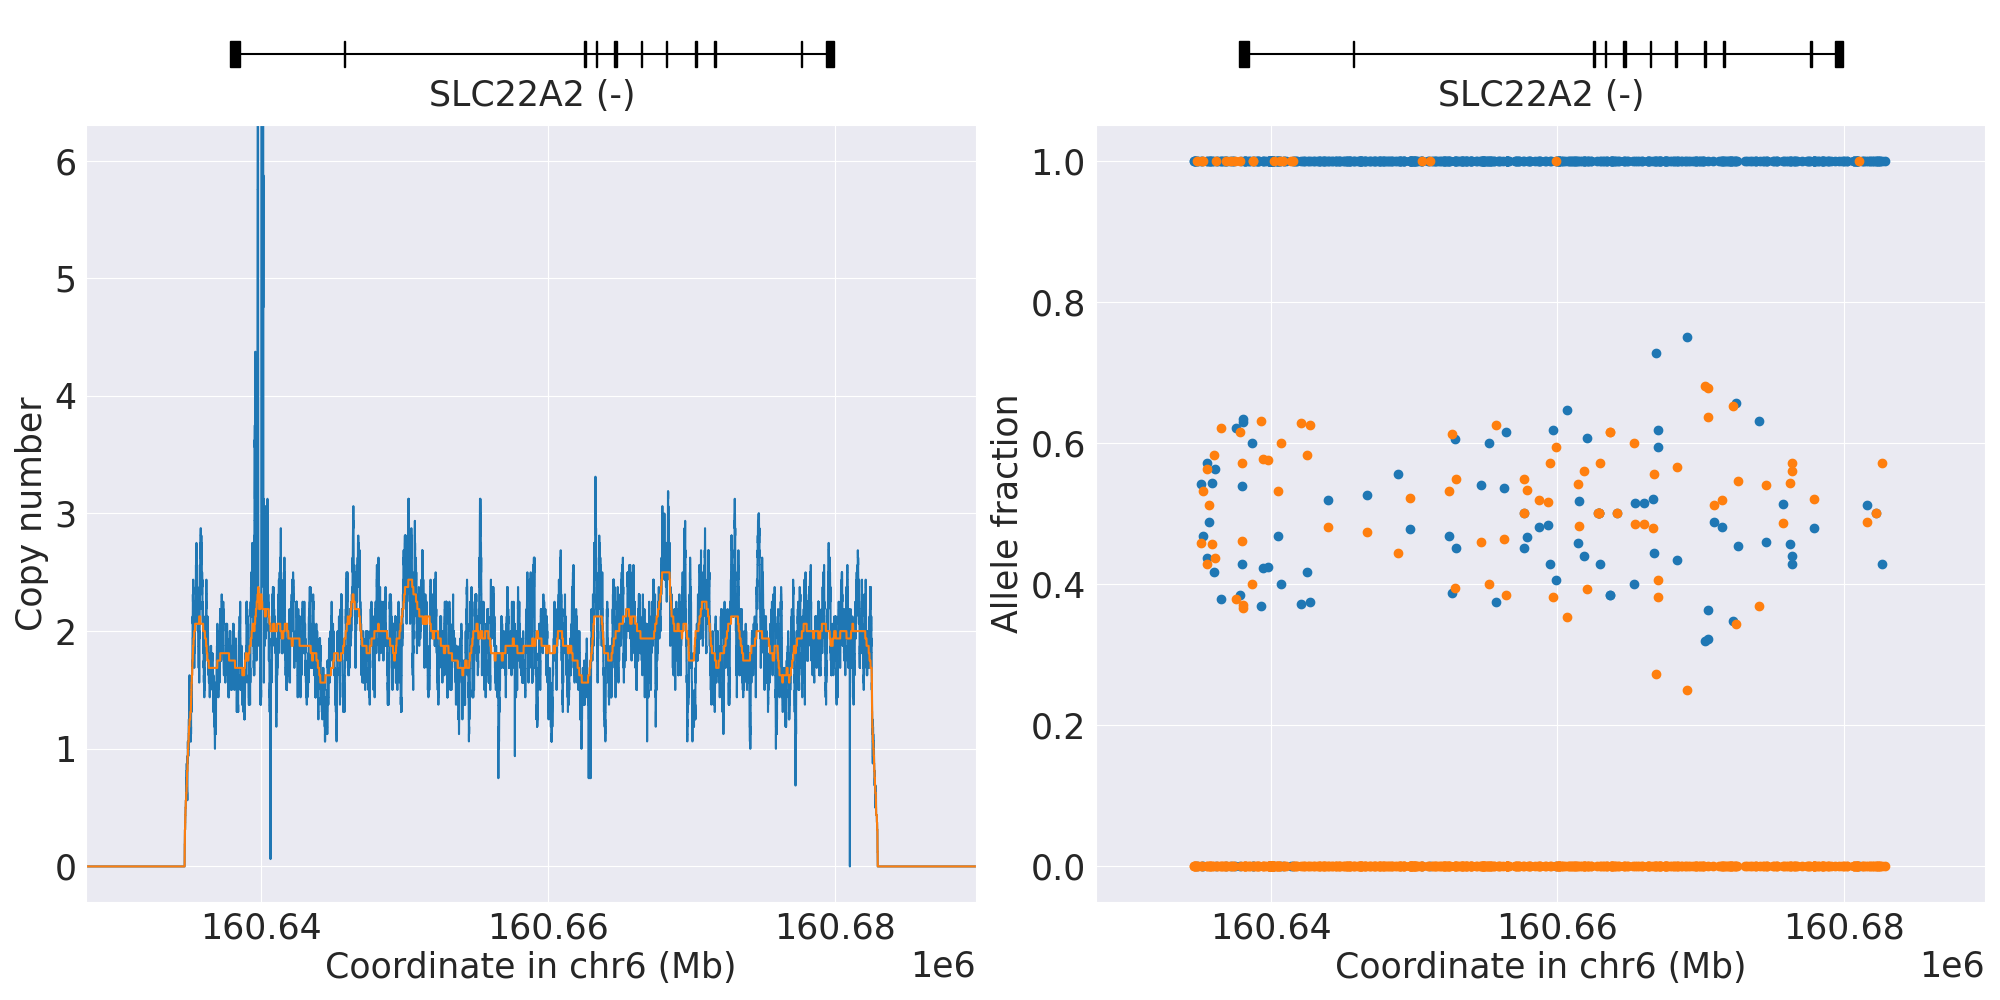 SLC22A2 (-)
6
5
4
3
2
1
0
Copy number
160.64 160.66 160.68
Coordinate in chr6 (Mb) 1e6
SLC22A2 (-)
1.0
0.8
0.6
0.4
0.2
0.0
Allele fraction
160.64 160.66 160.68
Coordinate in chr6 (Mb) 1e6